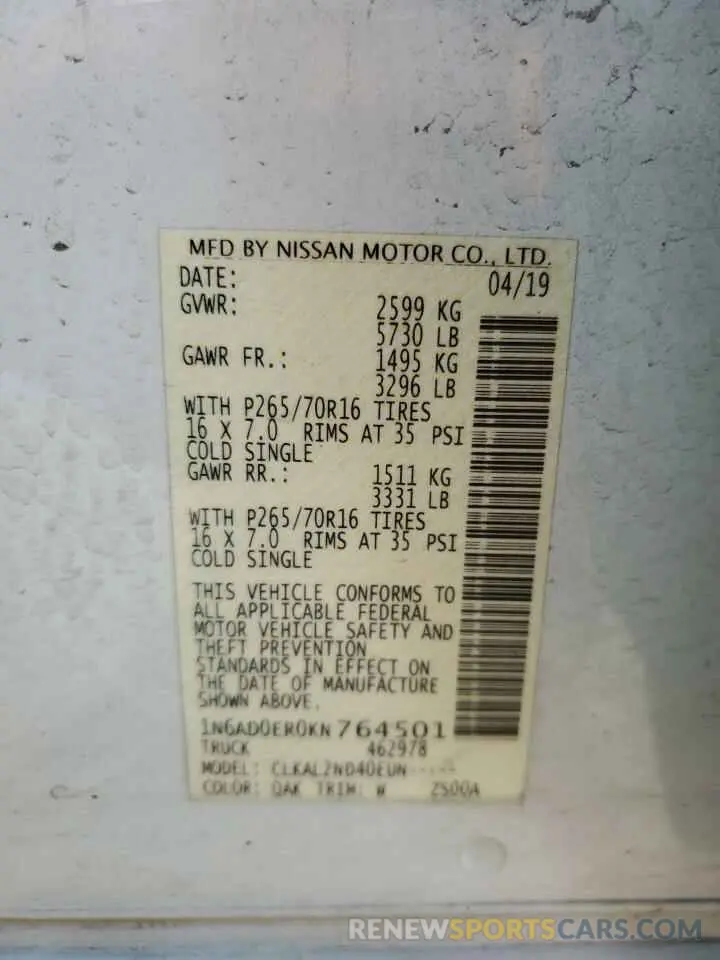 MFD BY NISSAN MOTOR CO., LTD.
DATE: 04/19
GVWR: 2599 KG
5730 LB
GAWR FR.: 1495 KG
3296 LB
WITH P265/70R16 TIRES
16 X 7.0 RIMS AT 35 PSI
COLD SINGLE
GAWR RR.: 1511 KG
3331 LB
WITH P265/70R16 TIRES
16 X 7.0 RIMS AT 35 PSI
COLD SINGLE
THIS VEHICLE CONFORMS TO
ALL APPLICABLE FEDERAL
MOTOR VEHICLE SAFETY AND
THEFT PREVENTION
STANDARDS IN EFFECT ON
THE DATE OF MANUFACTURE
SHOWN ABOVE.
1N6AD0ER0KN764501
TRUCK 462978
MODEL:
COLOR: QAK TRIM: W 2500A
RENEWSPORTSCARS.COM